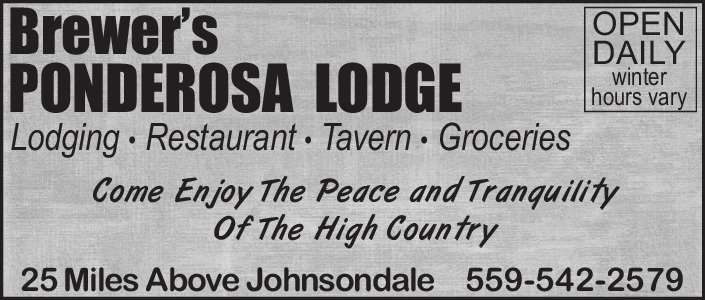 Brewer's
PONDEROSA LODGE
OPEN
DAILY
winter
hours vary
Lodging • Restaurant • Tavern • Groceries
Come Enjoy The Peace and Tranquility
Of The High Country
25 Miles Above Johnsondale 559-542-2579